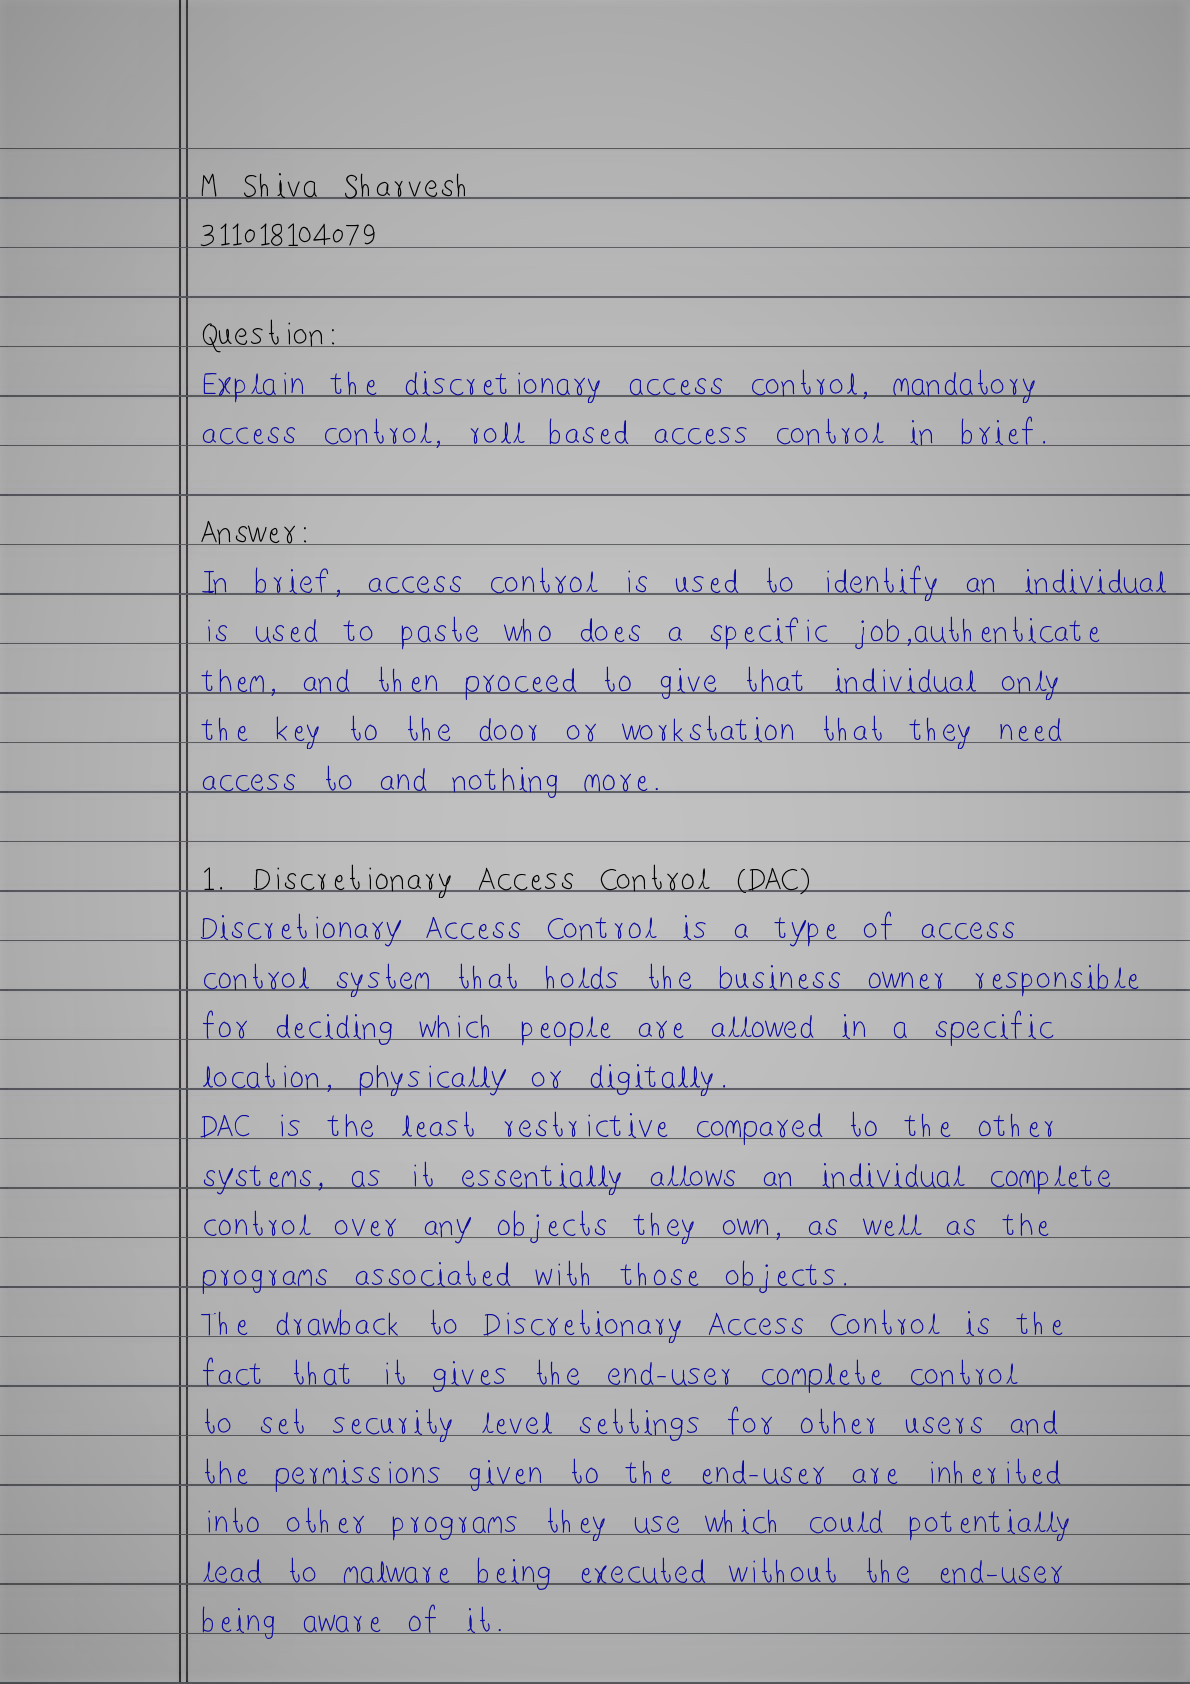 M Shiva Sharvesh
311018104079
Question:
Explain the discretionary access control, mandatory
access control, roll based access control in brief.
Answer:
In brief, access control is used to identify an individual
is used to paste who does a specific job,authenticate
them, and then proceed to give that individual only
the key to the door or workstation that they need
access to and nothing more.
1. Discretionary Access Control (DAC)
Discretionary Access Control is a type of access
control system that holds the business owner responsible
for deciding which people are allowed in a specific
location, physically or digitally.
DAC is the least restrictive compared to the other
systems, as it essentially allows an individual complete
control over any objects they own, as well as the
programs associated with those objects.
The drawback to Discretionary Access Control is the
fact that it gives the end-user complete control
to set security level settings for other users and
the permissions given to the end-user are inherited
into other programs they use which could potentially
lead to malware being executed without the end-user
being aware of it.